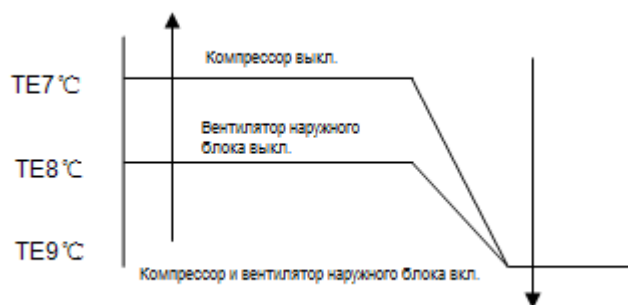 Компрессор выкл.
TE7℃
Вентилятор наружного
блока выкл.
TE8℃
TE9℃
Компрессор и вентилятор наружного блока вкл.